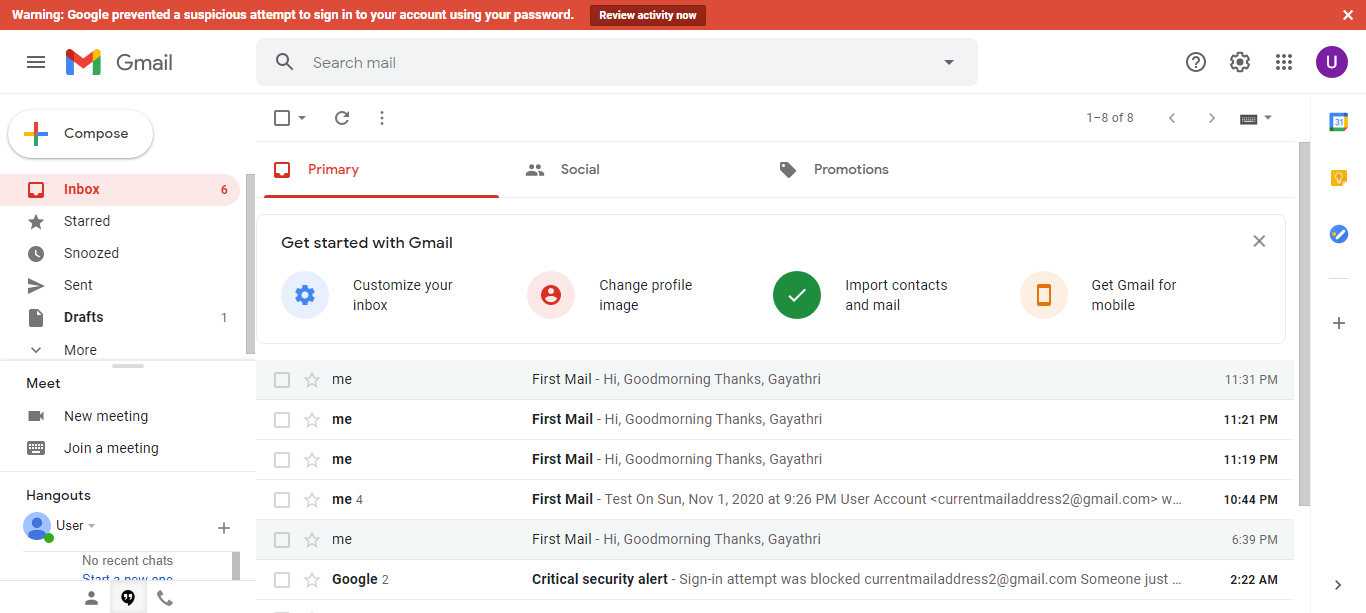 Warning: Google prevented a suspicious attempt to sign in to your account using your password. Review activity now
Gmail
Search mail
U
Compose
1–8 of 8
31
Inbox 6
Starred
Snoozed
Sent
Drafts 1
More
Primary
Social
Promotions
Get started with Gmail
Customize your
inbox
Change profile
image
Import contacts
and mail
Get Gmail for
mobile
me First Mail - Hi, Goodmorning Thanks, Gayathri 11:31 PM
me First Mail - Hi, Goodmorning Thanks, Gayathri 11:21 PM
me First Mail - Hi, Goodmorning Thanks, Gayathri 11:19 PM
me 4 First Mail - Test On Sun, Nov 1, 2020 at 9:26 PM User Account <currentmailaddress2@gmail.com> w… 10:44 PM
me First Mail - Hi, Goodmorning Thanks, Gayathri 6:39 PM
Google 2 Critical security alert - Sign-in attempt was blocked currentmailaddress2@gmail.com Someone just … 2:22 AM
Meet
New meeting
Join a meeting
Hangouts
User
No recent chats
Start a new one